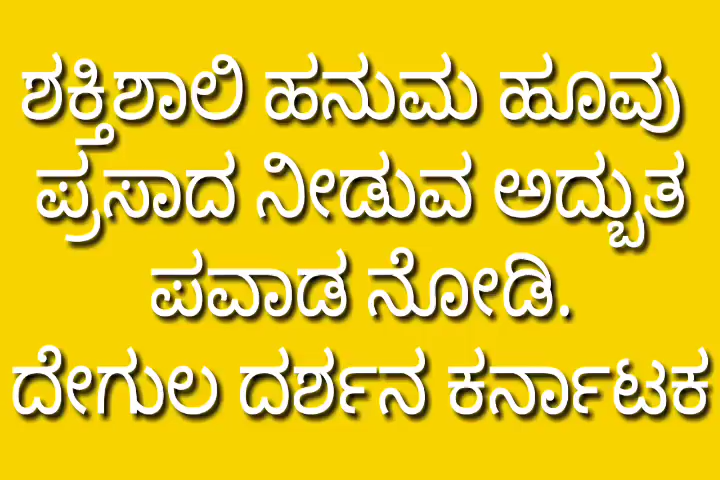 ಶಕ್ತಿಶಾಲಿ ಹನುಮ ಹೂವು
ಪ್ರಸಾದ ನೀಡುವ ಅದ್ಬುತ
ಪವಾಡ ನೋಡಿ.
ದೇಗುಲ ದರ್ಶನ ಕರ್ನಾಟಕ